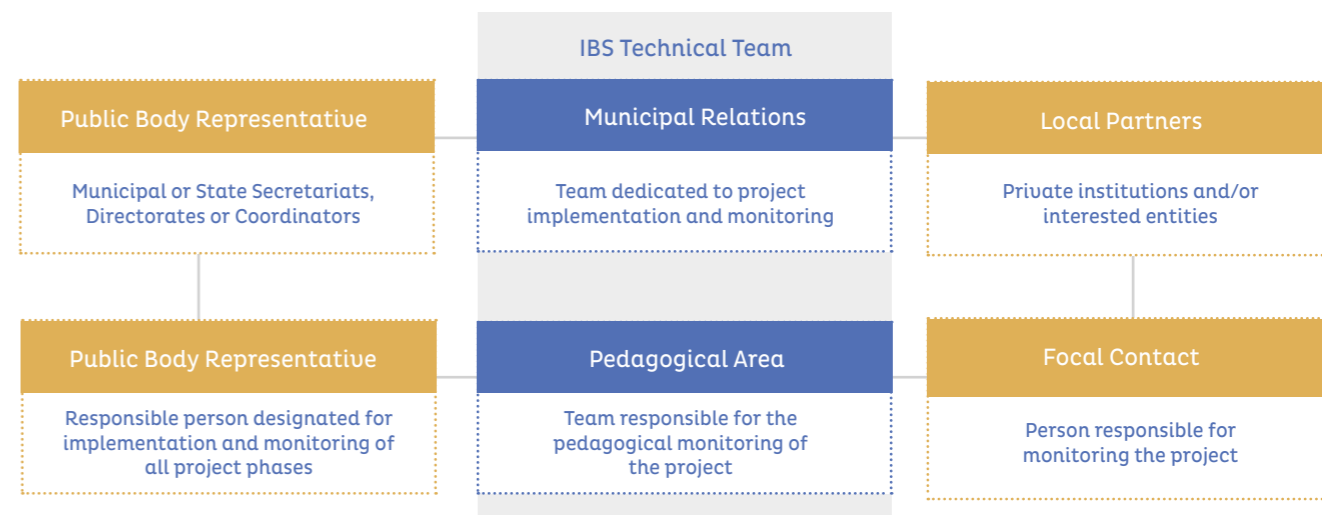 IBS Technical Team
Public Body Representative
Municipal or State Secretariats,
Directorates or Coordinators
Municipal Relations
Team dedicated to project
implementation and monitoring
Local Partners
Private institutions and/or
interested entities
Public Body Representative
Responsible person designated for
implementation and monitoring of
all project phases
Pedagogical Area
Team responsible for the
pedagogical monitoring of
the project
Focal Contact
Person responsible for
monitoring the project